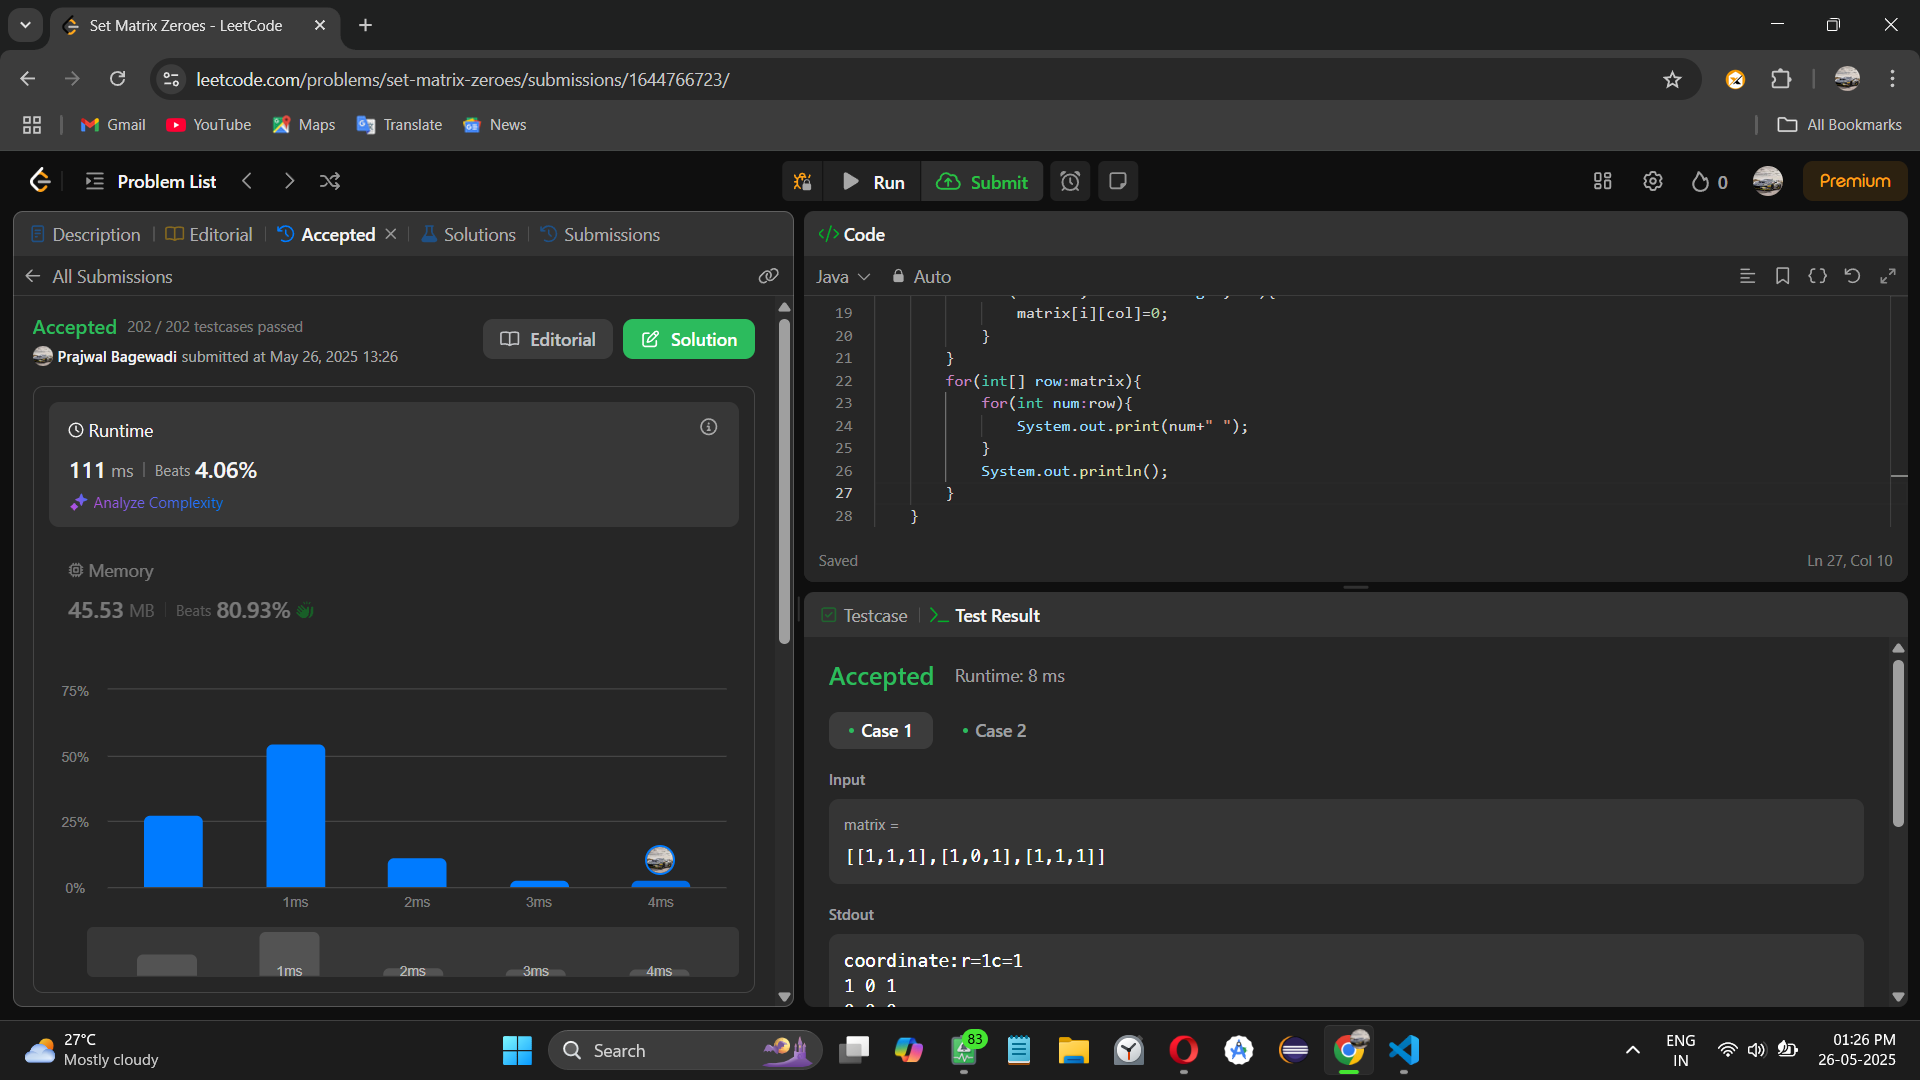 Set Matrix Zeroes - LeetCode
leetcode.com/problems/set-matrix-zeroes/submissions/1644766723/
Gmail YouTube Maps Translate News All Bookmarks
Problem List Run Submit 0 Premium
Description Editorial Accepted Solutions Submissions
All Submissions
Accepted 202 / 202 testcases passed
Prajwal Bagewadi submitted at May 26, 2025 13:26
Editorial Solution
Runtime
111 ms Beats 4.06%
Analyze Complexity
Memory
45.53 MB Beats 80.93%
75%
50%
25%
0%
1ms 2ms 3ms 4ms
1ms 2ms 3ms 4ms
</> Code
Java Auto
19 matrix[i][col]=0;
20 }
21 }
22 for(int[] row:matrix){
23 for(int num:row){
24 System.out.print(num+" ");
25 }
26 System.out.println();
27 }
28 }
Saved Ln 27, Col 10
Testcase >_ Test Result
Accepted Runtime: 8 ms
Case 1 Case 2
Input
matrix =
[[1,1,1],[1,0,1],[1,1,1]]
Stdout
coordinate:r=1c=1
1 0 1
27°C
Mostly cloudy
Search
83
ENG
IN
01:26 PM
26-05-2025